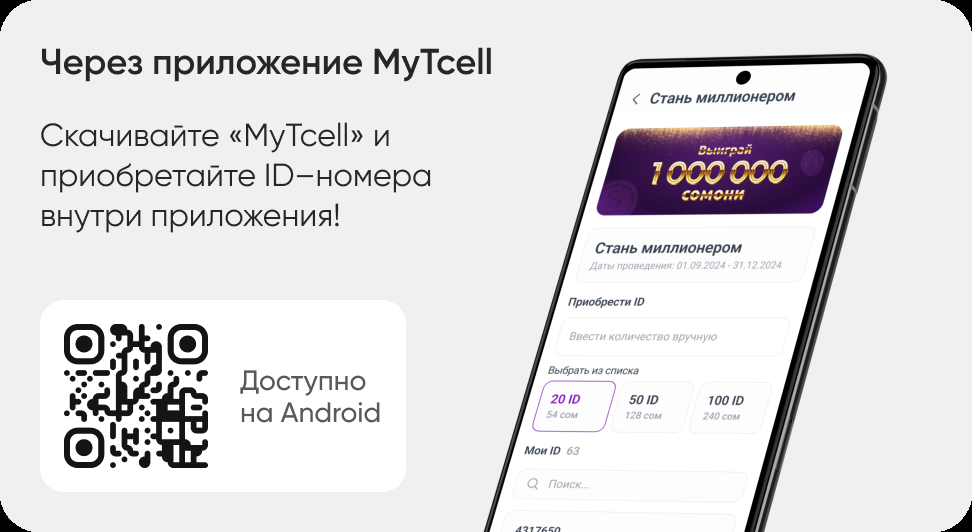 Через приложение MyTcell
Скачивайте «MyTcell» и
приобретайте ID–номера
внутри приложения!
Доступно
на Android
Стань миллионером
Выиграй
1 000 000
СОМОНИ
Стань миллионером
Даты проведения: 01.09.2024 - 31.12.2024
Приобрести ID
Ввести количество вручную
Выбрать из списка
20 ID 50 ID 100 ID
54 сом 128 сом 240 сом
Мои ID 63
Поиск...
4317650